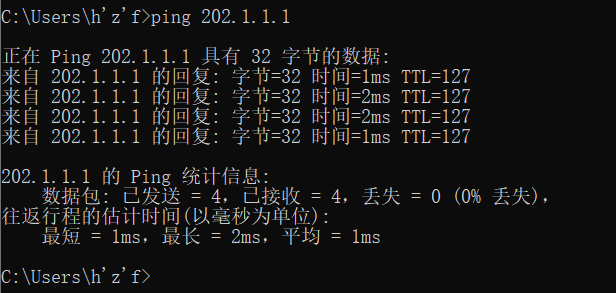 C:\Users\h'z'f>ping 202.1.1.1
正在 Ping 202.1.1.1 具有 32 字节的数据:
来自 202.1.1.1 的回复: 字节=32 时间=1ms TTL=127
来自 202.1.1.1 的回复: 字节=32 时间=2ms TTL=127
来自 202.1.1.1 的回复: 字节=32 时间=2ms TTL=127
来自 202.1.1.1 的回复: 字节=32 时间=1ms TTL=127
202.1.1.1 的 Ping 统计信息:
数据包: 已发送 = 4，已接收 = 4，丢失 = 0 (0% 丢失)，
往返行程的估计时间(以毫秒为单位):
最短 = 1ms，最长 = 2ms，平均 = 1ms
C:\Users\h'z'f>